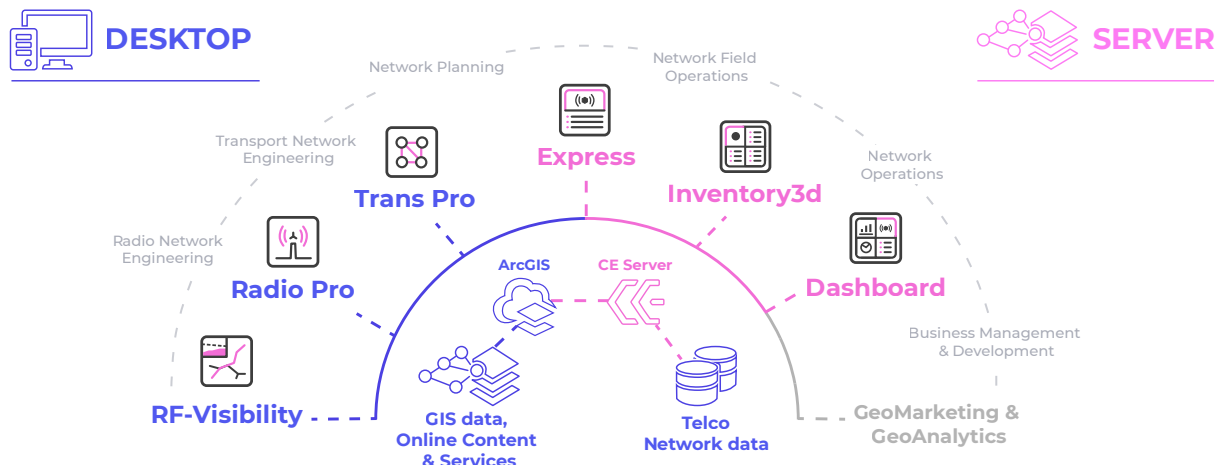 DESKTOP
SERVER
Network Planning
Network Field
Operations
Transport Network
Engineering
Express
Network
Operations
Trans Pro
Inventory3d
Radio Network
Engineering
ArcGIS
CE Server
Radio Pro
Dashboard
Business Management
& Development
RF-Visibility
GIS data,
Online Content
& Services
Telco
Network data
GeoMarketing &
GeoAnalytics